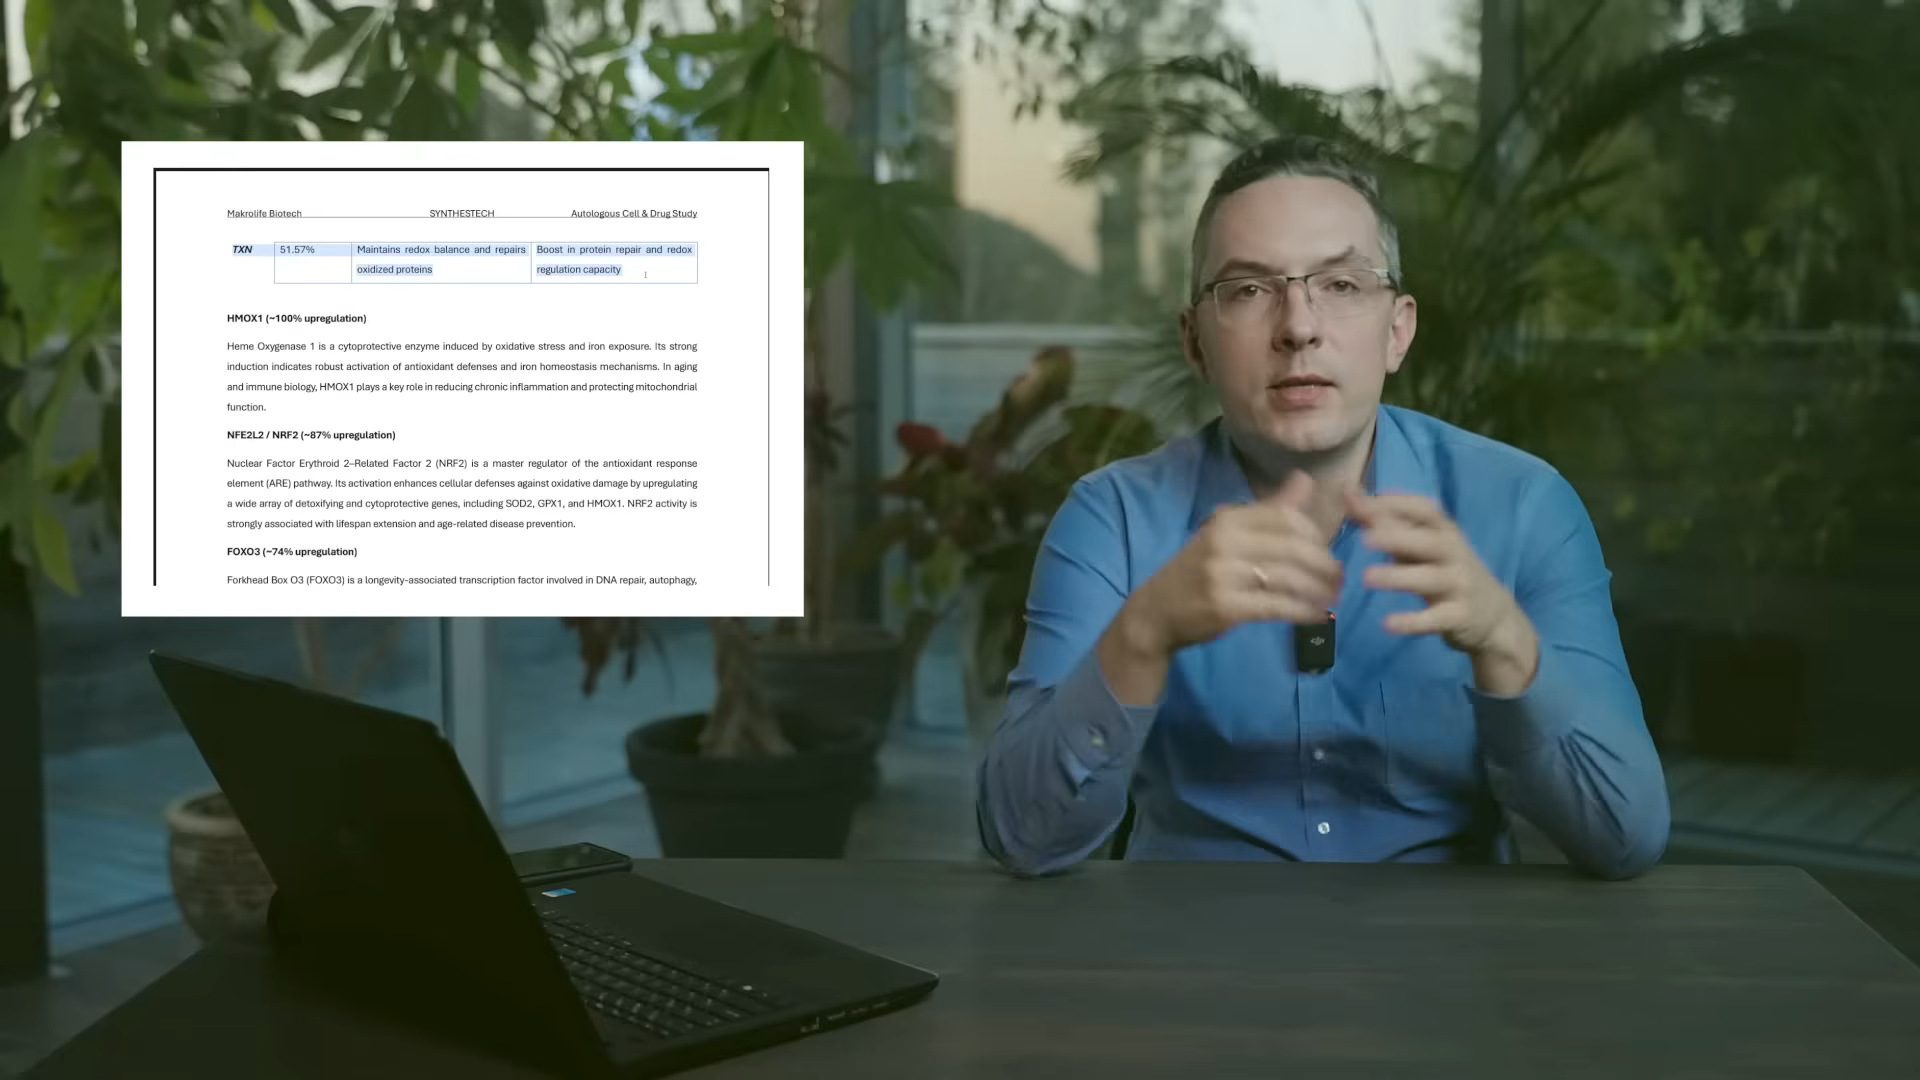 Makrolife Biotech SYNTHESTECH Autologous Cell & Drug Study
TXN 51.57% Maintains redox balance and repairs Boost in protein repair and redox
oxidized proteins regulation capacity
HMOX1 (~100% upregulation)
Heme Oxygenase 1 is a cytoprotective enzyme induced by oxidative stress and iron exposure. Its strong
induction indicates robust activation of antioxidant defenses and iron homeostasis mechanisms. In aging
and immune biology, HMOX1 plays a key role in reducing chronic inflammation and protecting mitochondrial
function.
NFE2L2 / NRF2 (~87% upregulation)
Nuclear Factor Erythroid 2–Related Factor 2 (NRF2) is a master regulator of the antioxidant response
element (ARE) pathway. Its activation enhances cellular defenses against oxidative damage by upregulating
a wide array of detoxifying and cytoprotective genes, including SOD2, GPX1, and HMOX1. NRF2 activity is
strongly associated with lifespan extension and age-related disease prevention.
FOXO3 (~74% upregulation)
Forkhead Box O3 (FOXO3) is a longevity-associated transcription factor involved in DNA repair, autophagy,